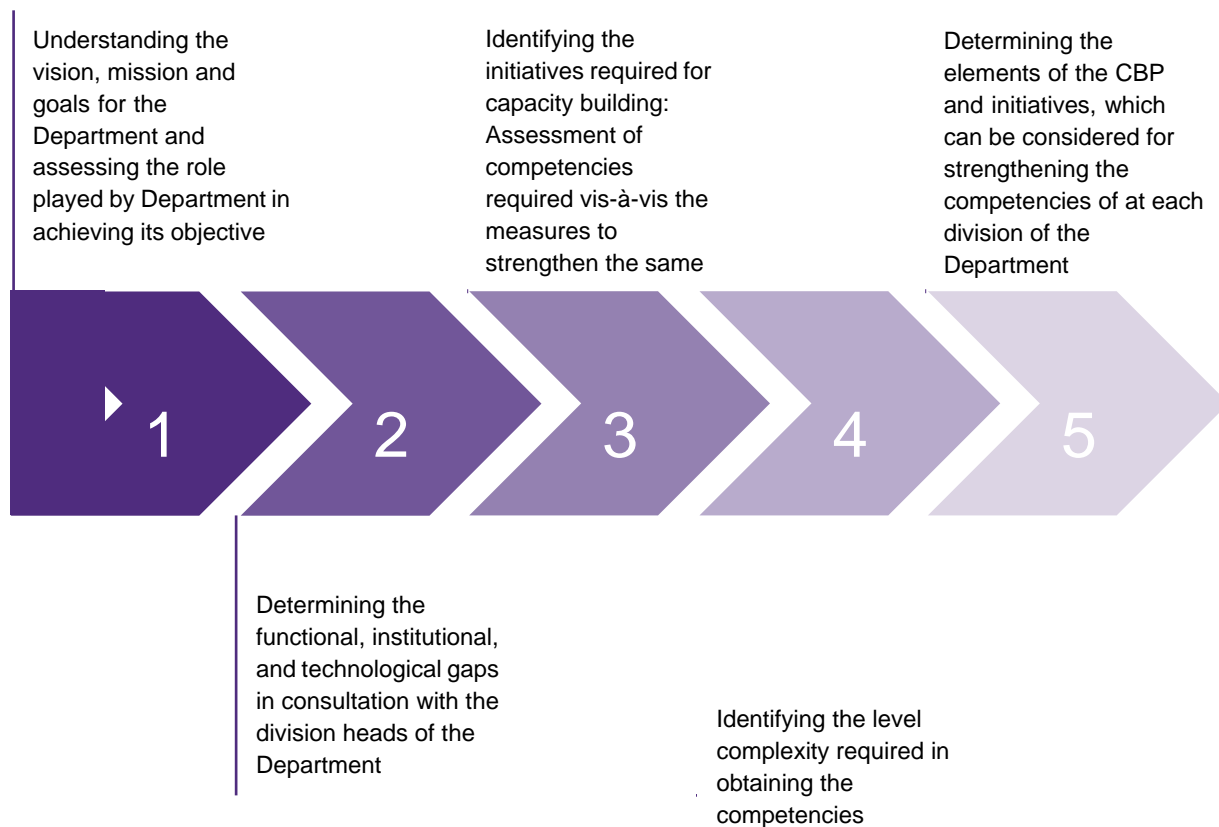 Understanding the
vision, mission and
goals for the
Department and
assessing the role
played by Department in
achieving its objective
Identifying the
initiatives required for
capacity building:
Assessment of
competencies
required vis-à-vis the
measures to
strengthen the same
Determining the
elements of the CBP
and initiatives, which
can be considered for
strengthening the
competencies of at each
division of the
Department
1
2
3
4
5
Determining the
functional, institutional,
and technological gaps
in consultation with the
division heads of the
Department
Identifying the level
complexity required in
obtaining the
competencies